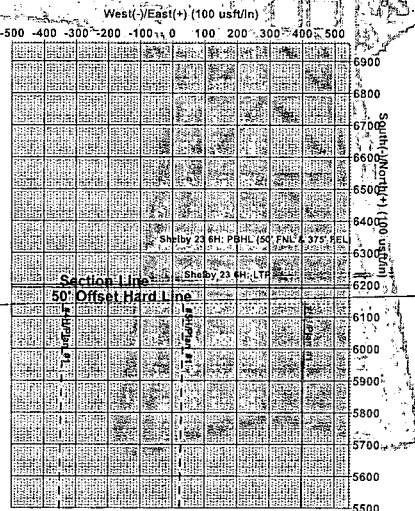 West(-)/East(+) (100 usft/in)
-500 -400 -300 -200 -100 0 100 200 300 400 500
6900
6800
6700
6600
6500
6400
6300
6200
6100
6000
5900
5800
5700
5600
5500
South(-)/North(+) (100 usft/in)
Shelby 23 6H: PBHL (50' FNL & 375' FEL)
Shelby 23 6H: LTP
Section Line
50' Offset Hard Line